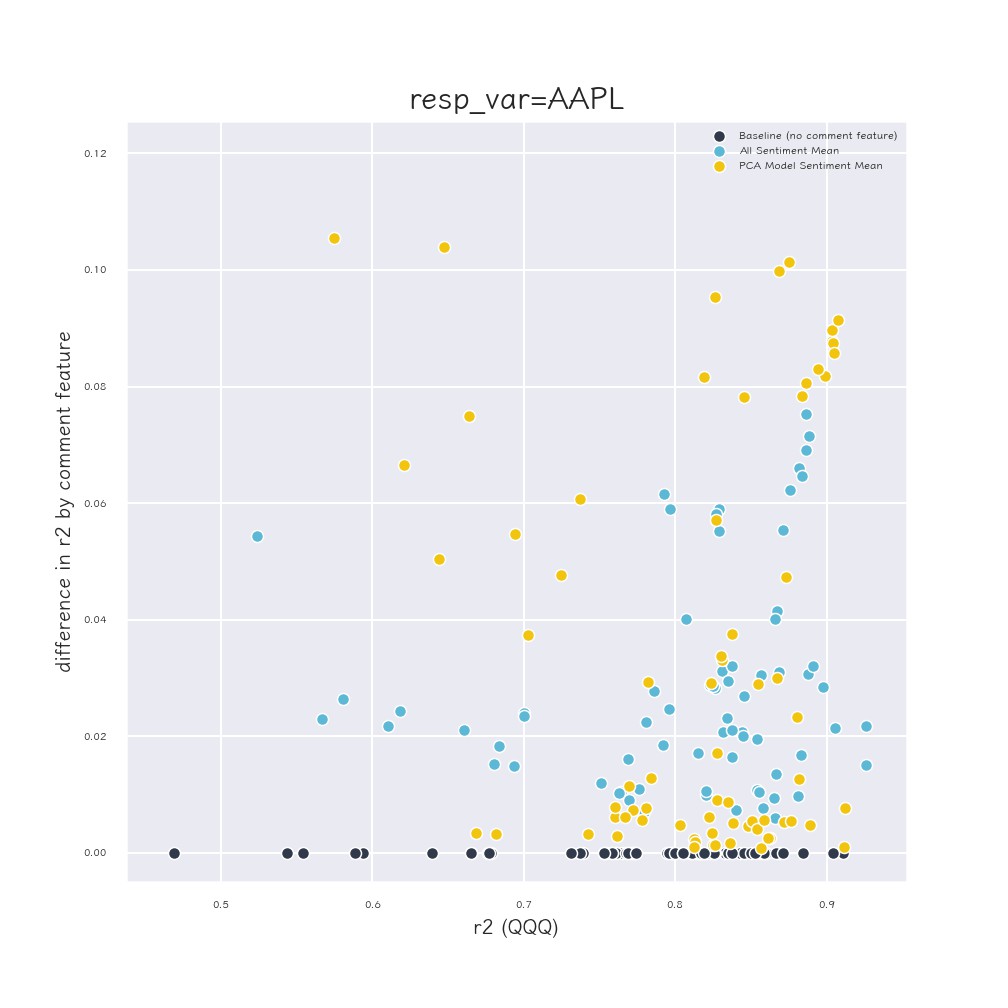 resp_var=AAPL
Baseline (no comment feature)
All Sentiment Mean
PCA Model Sentiment Mean
0.12
0.10
0.08
0.06
0.04
0.02
0.00
difference in r2 by comment feature
0.5 0.6 0.7 0.8 0.9
r2 (QQQ)